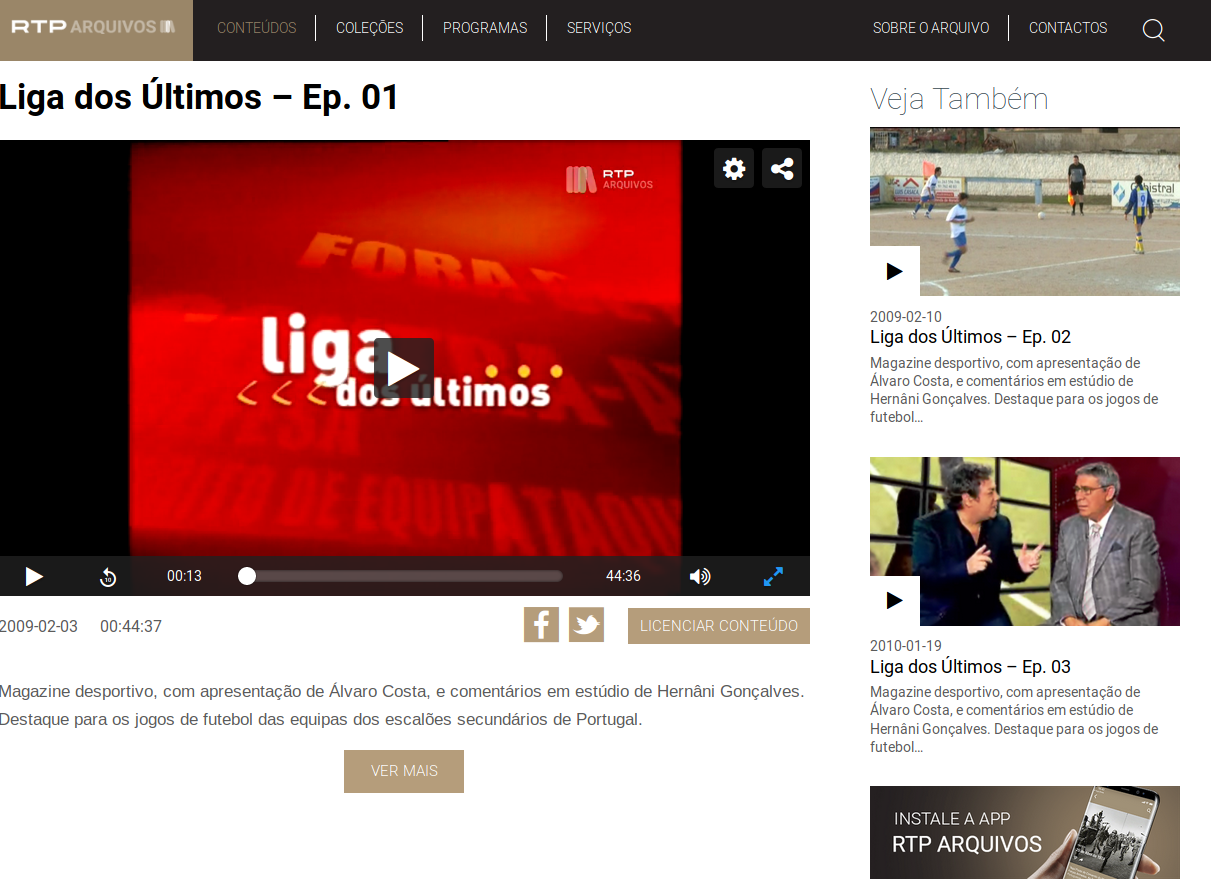 RTP ARQUIVOS
CONTEÚDOS
COLEÇÕES
PROGRAMAS
SERVIÇOS
SOBRE O ARQUIVO
CONTACTOS
Liga dos Últimos – Ep. 01
RTP
ARQUIVOS
FORA
liga
<<< dos últimos
DE EQUIPA
ATAQUE
10
00:13
44:36
2009-02-03
00:44:37
LICENCIAR CONTEÚDO
Magazine desportivo, com apresentação de Álvaro Costa, e comentários em estúdio de Hernâni Gonçalves.
Destaque para os jogos de futebol das equipas dos escalões secundários de Portugal.
VER MAIS
Veja Também
2009-02-10
Liga dos Últimos – Ep. 02
Magazine desportivo, com apresentação de
Álvaro Costa, e comentários em estúdio de
Hernâni Gonçalves. Destaque para os jogos de
futebol...
2010-01-19
Liga dos Últimos – Ep. 03
Magazine desportivo, com apresentação de
Álvaro Costa, e comentários em estúdio de
Hernâni Gonçalves. Destaque para os jogos de
futebol...
INSTALE A APP
RTP ARQUIVOS